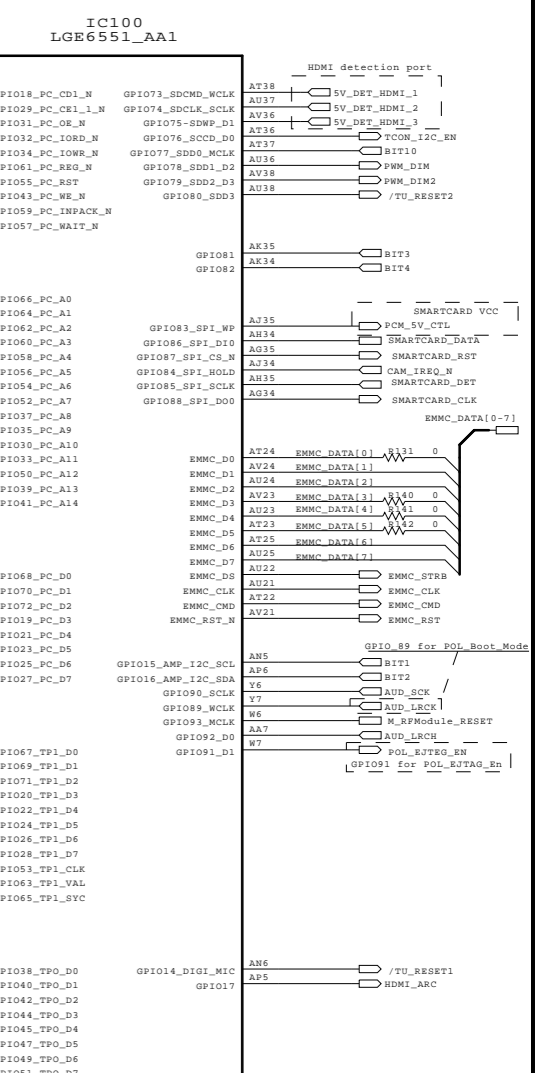 IC100
LGE6551_AA1
HDMI detection port
PIO18_PC_CD1_N GPIO73_SDCMD_WCLK AT38 5V_DET_HDMI_1
PIO29_PC_CE1_1_N GPIO74_SDCLK_SCLK AU37 5V_DET_HDMI_2
PIO31_PC_OE_N GPIO75-SDWP_D1 AV36 5V_DET_HDMI_3
PIO32_PC_IORD_N GPIO76_SCCD_D0 AT36 TCON_I2C_EN
PIO34_PC_IOWR_N GPIO77_SDD0_MCLK AT37 BIT10
PIO61_PC_REG_N GPIO78_SDD1_D2 AU36 PWM_DIM
PIO55_PC_RST GPIO79_SDD2_D3 AV38 PWM_DIM2
PIO43_PC_WE_N GPIO80_SDD3 AU38 /TU_RESET2
PIO59_PC_INPACK_N
PIO57_PC_WAIT_N
GPIO81 AK35 BIT3
GPIO82 AK34 BIT4
PIO66_PC_A0
PIO64_PC_A1 SMARTCARD VCC
PIO62_PC_A2 GPIO83_SPI_WP AJ35 PCM_5V_CTL
PIO60_PC_A3 GPIO86_SPI_DI0 AH34 SMARTCARD_DATA
PIO58_PC_A4 GPIO87_SPI_CS_N AG35 SMARTCARD_RST
PIO56_PC_A5 GPIO84_SPI_HOLD AJ34 CAM_IREQ_N
PIO54_PC_A6 GPIO85_SPI_SCLK AH35 SMARTCARD_DET
PIO52_PC_A7 GPIO88_SPI_DO0 AG34 SMARTCARD_CLK
PIO37_PC_A8 EMMC_DATA[0-7]
PIO35_PC_A9
PIO30_PC_A10
PIO33_PC_A11 EMMC_D0 AT24 EMMC_DATA[0] R131 0
PIO50_PC_A12 EMMC_D1 AV24 EMMC_DATA[1]
PIO39_PC_A13 EMMC_D2 AU24 EMMC_DATA[2]
PIO41_PC_A14 EMMC_D3 AV23 EMMC_DATA[3] R140 0
EMMC_D4 AU23 EMMC_DATA[4] R141 0
EMMC_D5 AT23 EMMC_DATA[5] R142 0
EMMC_D6 AT25 EMMC_DATA[6]
EMMC_D7 AU25 EMMC_DATA[7]
PIO68_PC_D0 EMMC_DS AU22 EMMC_STRB
PIO70_PC_D1 EMMC_CLK AU21 EMMC_CLK
PIO72_PC_D2 EMMC_CMD AT22 EMMC_CMD
PIO19_PC_D3 EMMC_RST_N AV21 EMMC_RST
PIO21_PC_D4
PIO23_PC_D5 GPIO_89 for POL_Boot_Mode
PIO25_PC_D6 GPIO15_AMP_I2C_SCL AN5 BIT1
PIO27_PC_D7 GPIO16_AMP_I2C_SDA AP6 BIT2
GPIO90_SCLK Y6 AUD_SCK
GPIO89_WCLK Y7 AUD_LRCK
GPIO93_MCLK W6 M_RFModule_RESET
GPIO92_D0 AA7 AUD_LRCH
PIO67_TP1_D0 GPIO91_D1 W7 POL_EJTEG_EN
PIO69_TP1_D1 GPIO91 for POL_EJTAG_En
PIO71_TP1_D2
PIO20_TP1_D3
PIO22_TP1_D4
PIO24_TP1_D5
PIO26_TP1_D6
PIO28_TP1_D7
PIO53_TP1_CLK
PIO63_TP1_VAL
PIO65_TP1_SYC
PIO38_TPO_D0 GPIO14_DIGI_MIC AN6 /TU_RESET1
PIO40_TPO_D1 GPIO17 AP5 HDMI_ARC
PIO42_TPO_D2
PIO44_TPO_D3
PIO45_TPO_D4
PIO47_TPO_D5
PIO49_TPO_D6
PIO51_TPO_D7